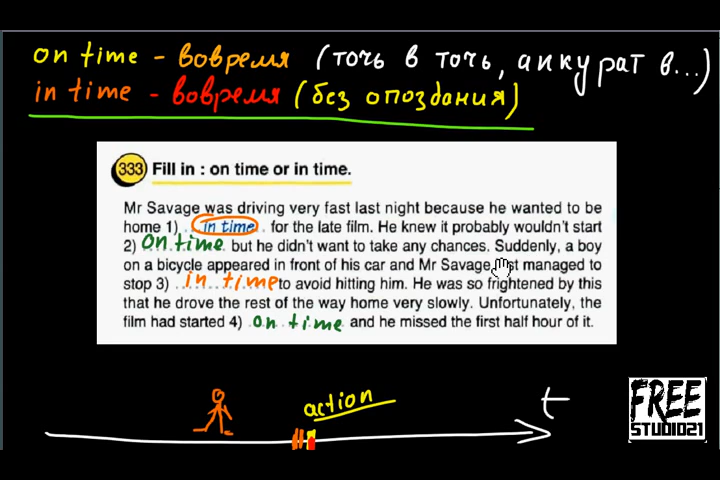 on time - вовремя (точь в точь, аккурат в...)
in time - вовремя (без опоздания)
333 Fill in : on time or in time.
Mr Savage was driving very fast last night because he wanted to be
home 1) in time for the late film. He knew it probably wouldn't start
2) on time but he didn't want to take any chances. Suddenly, a boy
on a bicycle appeared in front of his car and Mr Savage just managed to
stop 3) in time to avoid hitting him. He was so frightened by this
that he drove the rest of the way home very slowly. Unfortunately, the
film had started 4) on time and he missed the first half hour of it.
action
t
FREE
STUDIO21